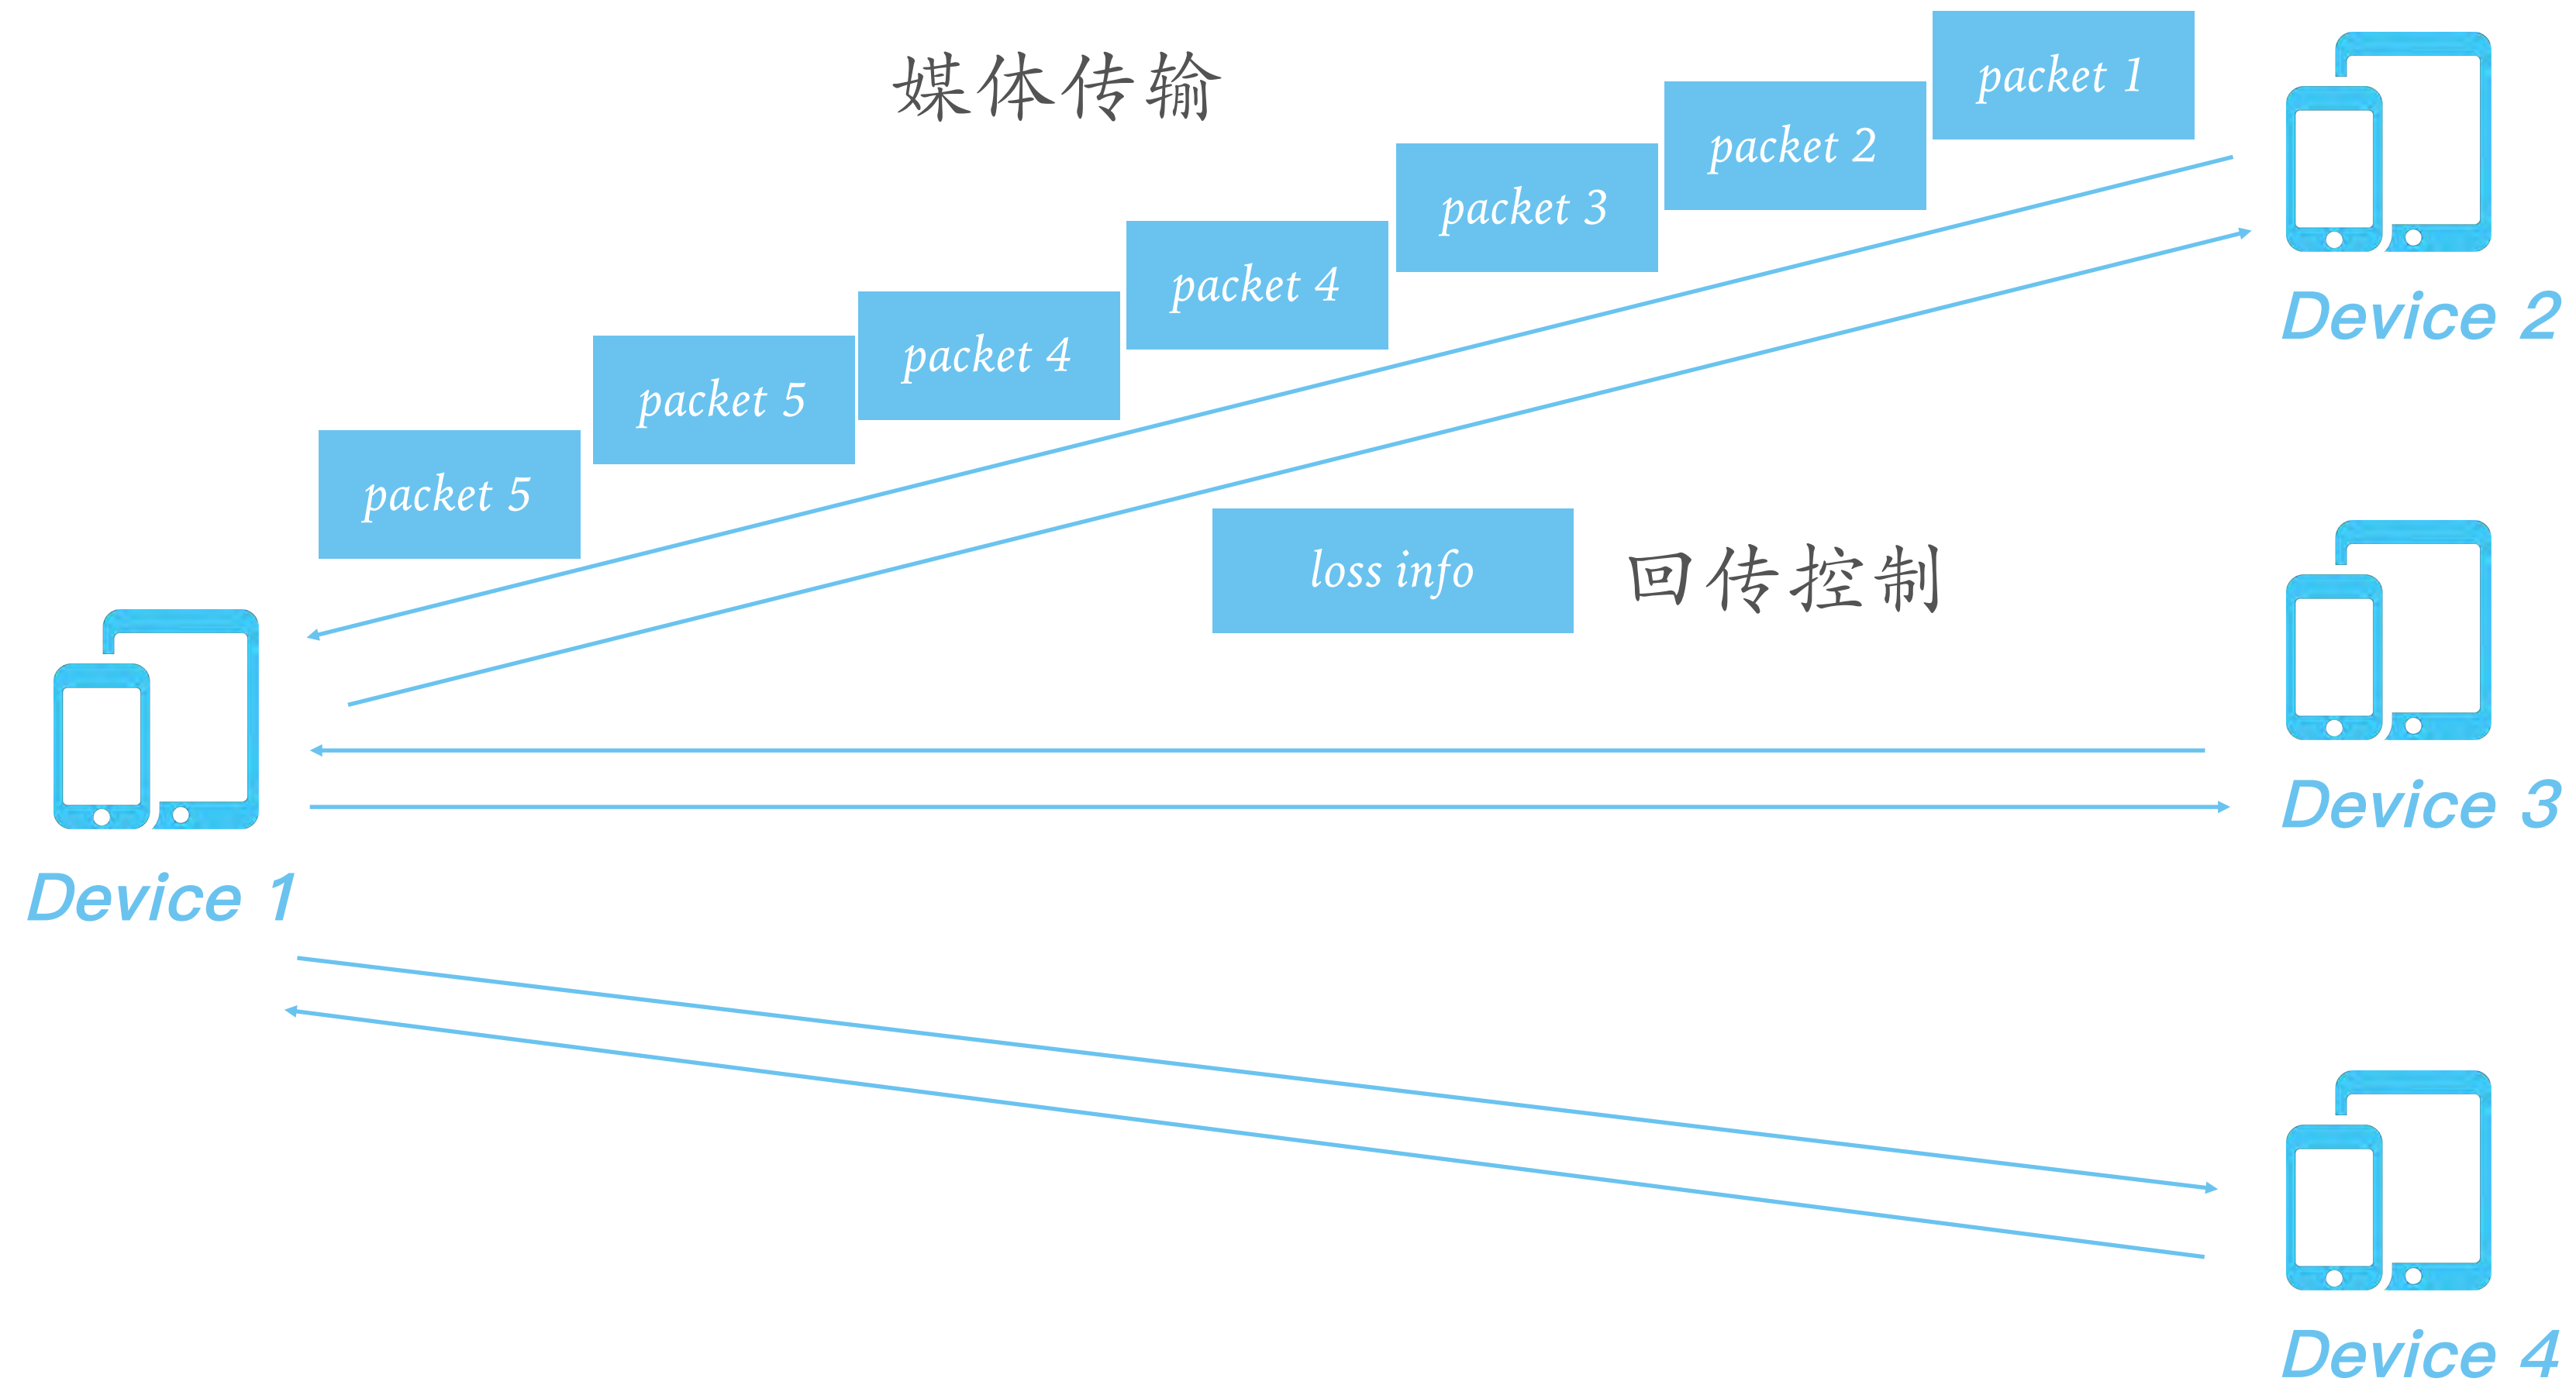 媒体传输
packet 1
packet 2
packet 3
packet 4
packet 4
packet 5
packet 5
Device 2
loss info
回传控制
Device 3
Device 1
Device 4